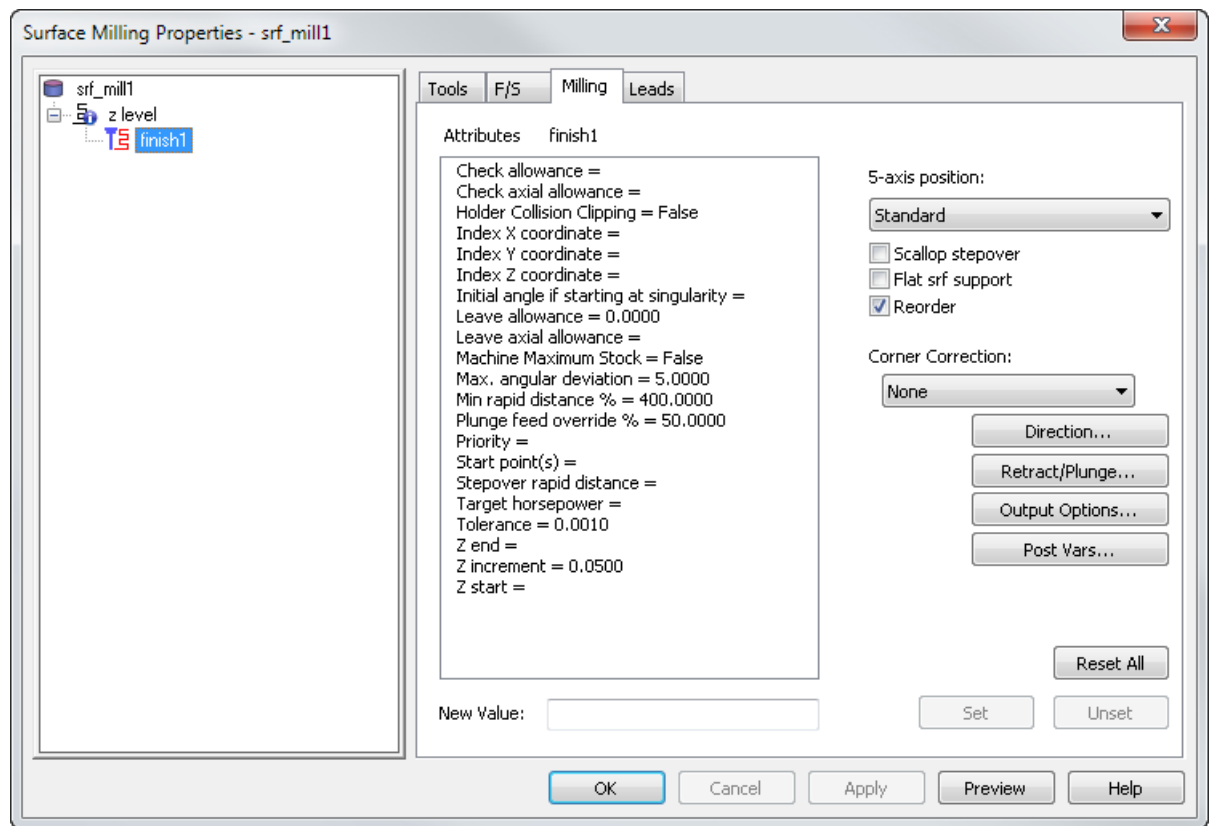 Surface Milling Properties - srf_mill1
srf_mill1
z level
finish1
Tools
F/S
Milling
Leads
Attributes finish1
Check allowance =
Check axial allowance =
Holder Collision Clipping = False
Index X coordinate =
Index Y coordinate =
Index Z coordinate =
Initial angle if starting at singularity =
Leave allowance = 0.0000
Leave axial allowance =
Machine Maximum Stock = False
Max. angular deviation = 5.0000
Min rapid distance % = 400.0000
Plunge feed override % = 50.0000
Priority =
Start point(s) =
Stepover rapid distance =
Target horsepower =
Tolerance = 0.0010
Z end =
Z increment = 0.0500
Z start =
New Value:
5-axis position:
Standard
Scallop stepover
Flat srf support
Reorder
Corner Correction:
None
Direction...
Retract/Plunge...
Output Options...
Post Vars...
Reset All
Set
Unset
OK
Cancel
Apply
Preview
Help